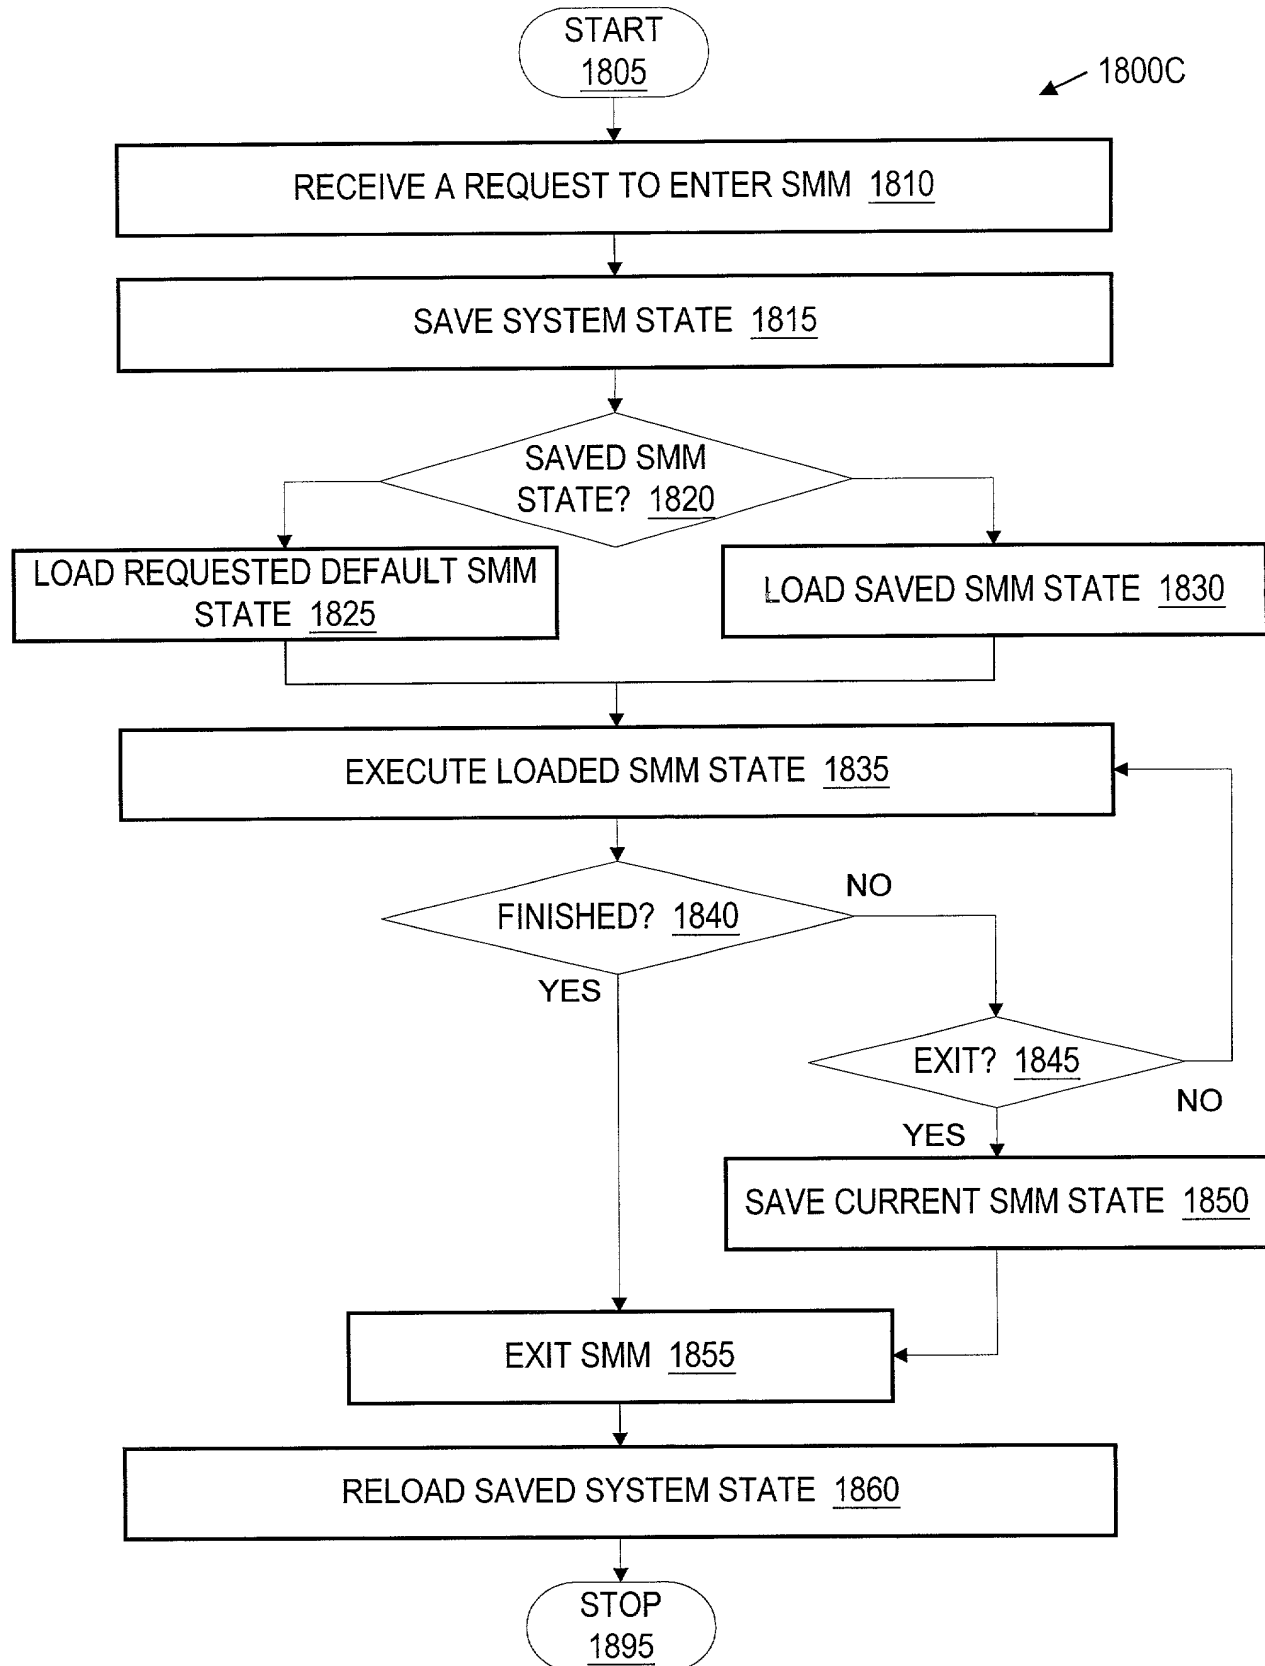 START
1805
1800C
RECEIVE A REQUEST TO ENTER SMM 1810
SAVE SYSTEM STATE 1815
SAVED SMM
STATE? 1820
LOAD REQUESTED DEFAULT SMM
STATE 1825
LOAD SAVED SMM STATE 1830
EXECUTE LOADED SMM STATE 1835
FINISHED? 1840
NO
YES
EXIT? 1845
NO
YES
SAVE CURRENT SMM STATE 1850
EXIT SMM 1855
RELOAD SAVED SYSTEM STATE 1860
STOP
1895